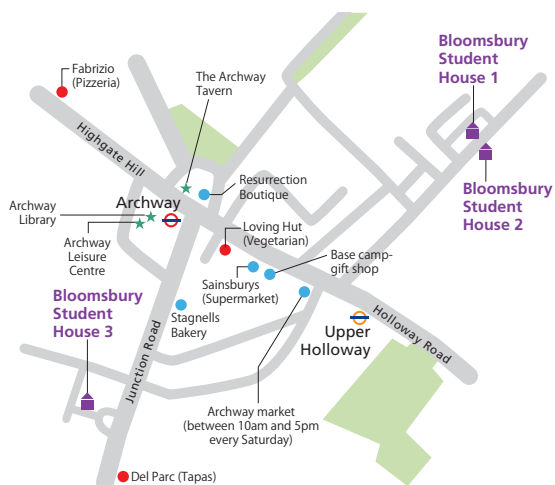 Bloomsbury
Student
House 1
Fabrizio
(Pizzeria)
The Archway
Tavern
Highgate Hill
Bloomsbury
Student
House 2
Resurrection
Boutique
Archway
Archway
Library
Archway
Leisure
Centre
Loving Hut
(Vegetarian)
Base camp-
gift shop
Sainsburys
(Supermarket)
Bloomsbury
Student
House 3
Stagnells
Bakery
Upper
Holloway
Holloway Road
Junction Road
Archway market
(between 10am and 5pm
every Saturday)
Del Parc (Tapas)